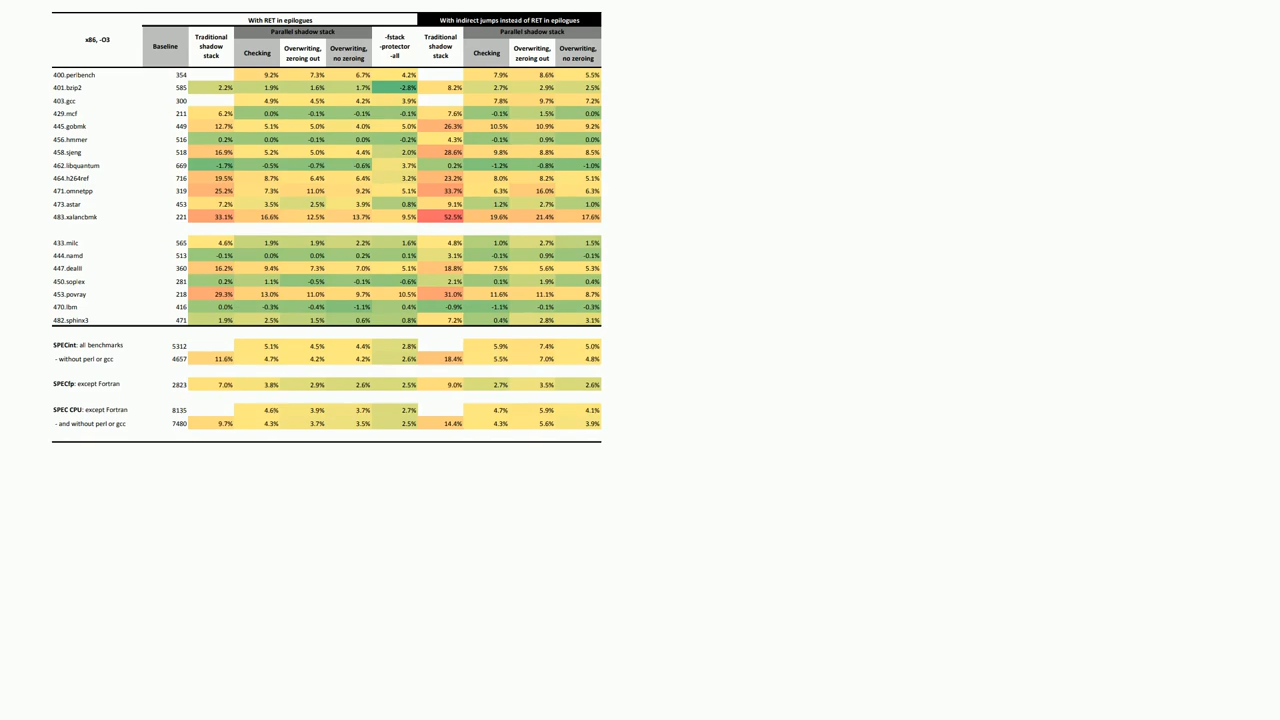 With RET in epilogues With indirect jumps instead of RET in epilogues
x86, -O3 Baseline Traditional shadow stack Parallel shadow stack -fstack -protector -all Traditional shadow stack Parallel shadow stack
Checking Overwriting, zeroing out Overwriting, no zeroing Checking Overwriting, zeroing out Overwriting, no zeroing
400.perlbench 354 9.2% 7.3% 6.7% 4.2% 7.9% 8.6% 5.5%
401.bzip2 585 2.2% 1.9% 1.6% 1.7% -2.8% 8.2% 2.7% 2.9% 2.5%
403.gcc 300 4.9% 4.5% 4.2% 3.9% 7.8% 9.7% 7.2%
429.mcf 211 6.2% 0.0% -0.1% -0.1% -0.1% 7.6% -0.1% 1.5% 0.0%
445.gobmk 449 12.7% 5.1% 5.0% 4.0% 5.0% 26.3% 10.5% 10.9% 9.2%
456.hmmer 516 0.2% 0.0% -0.1% 0.0% -0.2% 4.3% -0.1% 0.9% 0.0%
458.sjeng 518 16.9% 5.2% 5.0% 4.4% 2.0% 28.6% 9.8% 8.8% 8.5%
462.libquantum 669 -1.7% -0.5% -0.7% -0.6% 3.7% 0.2% -1.2% -0.8% -1.0%
464.h264ref 716 19.5% 8.7% 6.4% 6.4% 3.2% 23.2% 8.0% 8.2% 5.1%
471.omnetpp 319 25.2% 7.3% 11.0% 9.2% 5.1% 33.7% 6.3% 16.0% 6.3%
473.astar 453 7.2% 3.5% 2.5% 3.9% 0.8% 9.1% 1.2% 2.7% 1.0%
483.xalancbmk 221 33.1% 16.6% 12.5% 13.7% 9.5% 52.5% 19.6% 21.4% 17.6%
433.milc 565 4.6% 1.9% 1.9% 2.2% 1.6% 4.8% 1.0% 2.7% 1.5%
444.namd 513 -0.1% 0.0% 0.0% 0.2% 0.1% 3.1% -0.1% 0.9% -0.1%
447.dealII 360 16.2% 9.4% 7.3% 7.0% 5.1% 18.8% 7.5% 5.6% 5.3%
450.soplex 281 0.2% 1.1% -0.5% -0.1% -0.6% 2.1% 0.1% 1.9% 0.4%
453.povray 218 29.3% 13.0% 11.0% 9.7% 10.5% 31.0% 11.6% 11.1% 8.7%
470.lbm 416 0.0% -0.3% -0.4% -1.1% 0.4% -0.9% -1.1% -0.1% -0.3%
482.sphinx3 471 1.9% 2.5% 1.5% 0.6% 0.8% 7.2% 0.4% 2.8% 3.1%
SPECint: all benchmarks 5312 5.1% 4.5% 4.4% 2.8% 5.9% 7.4% 5.0%
- without perl or gcc 4657 11.6% 4.7% 4.2% 4.2% 2.6% 18.4% 5.5% 7.0% 4.8%
SPECfp: except Fortran 2823 7.0% 3.8% 2.9% 2.6% 2.5% 9.0% 2.7% 3.5% 2.6%
SPEC CPU: except Fortran 8135 4.6% 3.9% 3.7% 2.7% 4.7% 5.9% 4.1%
- and without perl or gcc 7480 9.7% 4.3% 3.7% 3.5% 2.5% 14.4% 4.3% 5.6% 3.9%